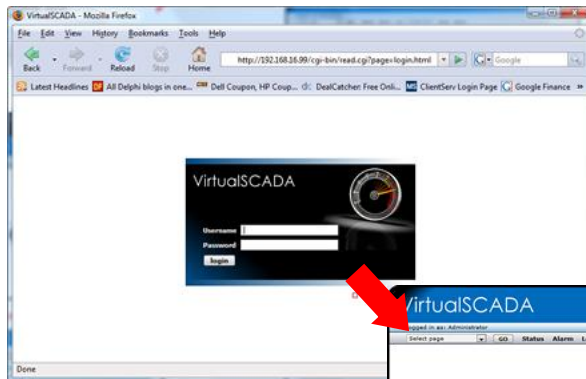 VirtualSCADA - Mozilla Firefox
File Edit View History Bookmarks Tools Help
Back Forward Reload Stop Home http://192.168.16.99/cgi-bin/read.cgi?page=login.html Google
Latest Headlines All Delphi blogs in one... Dell Coupon, HP Coup... DealCatcher: Free Onli... ClientServ Login Page Google Finance
VirtualSCADA
Username
Password
login
VirtualSCADA
logged in as: Administrator
Select page GO Status Alarm
Done